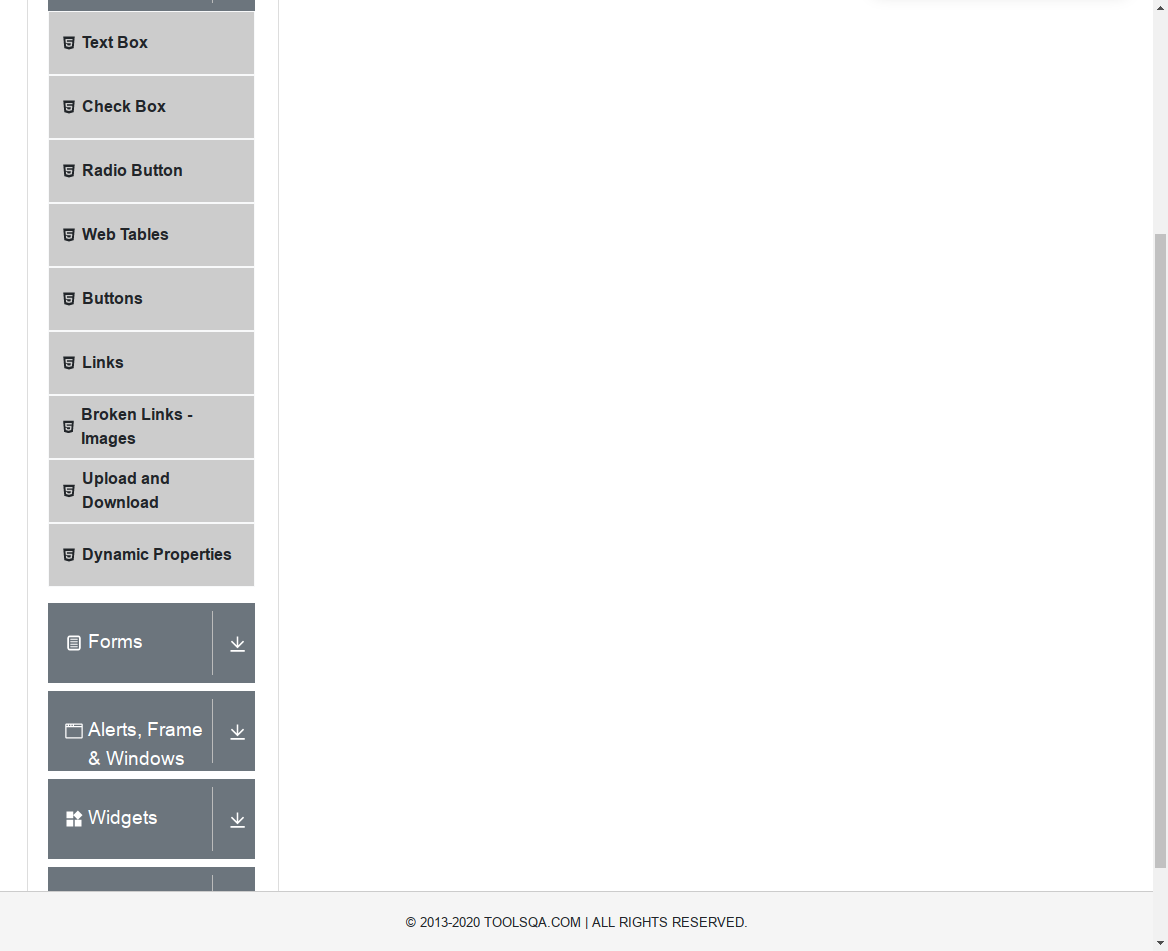 Text Box
Check Box
Radio Button
Web Tables
Buttons
Links
Broken Links -
Images
Upload and
Download
Dynamic Properties
Forms
Alerts, Frame
& Windows
Widgets
© 2013-2020 TOOLSQA.COM | ALL RIGHTS RESERVED.